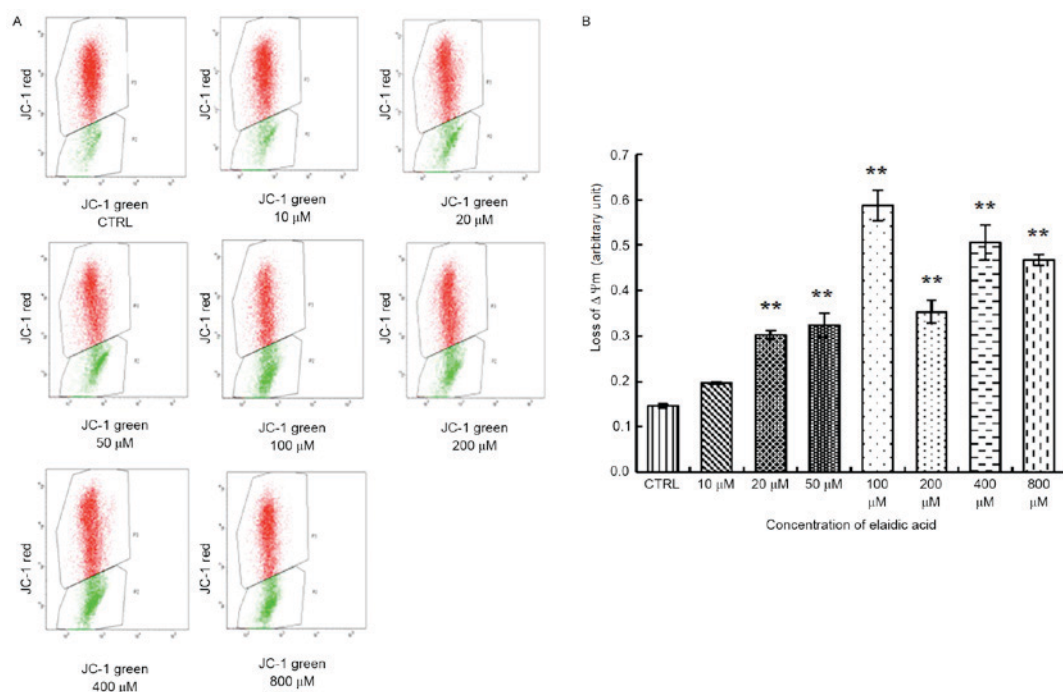 A
JC-1 red
JC-1 green
CTRL
JC-1 red
JC-1 green
10 µM
JC-1 red
JC-1 green
20 µM
JC-1 red
JC-1 green
50 µM
JC-1 red
JC-1 green
100 µM
JC-1 red
JC-1 green
200 µM
JC-1 red
JC-1 green
400 µM
JC-1 red
JC-1 green
800 µM
B
Loss of ΔΨm (arbitrary unit)
0.7
0.6
0.5
0.4
0.3
0.2
0.1
0.0
** ** ** ** ** **
CTRL 10 µM 20 µM 50 µM 100 200 400 800
µM µM µM µM
Concentration of elaidic acid